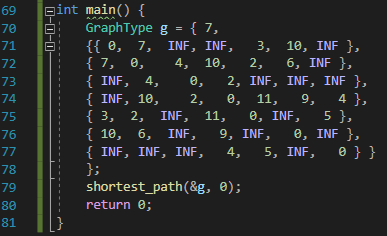 69 int main() {
70 GraphType g = { 7,
71 {{ 0, 7, INF, INF, 3, 10, INF },
72 { 7, 0, 4, 10, 2, 6, INF },
73 { INF, 4, 0, 2, INF, INF, INF },
74 { INF, 10, 2, 0, 11, 9, 4 },
75 { 3, 2, INF, 11, 0, INF, 5 },
76 { 10, 6, INF, 9, INF, 0, INF },
77 { INF, INF, INF, 4, 5, INF, 0 } }
78 };
79 shortest_path(&g, 0);
80 return 0;
81 }